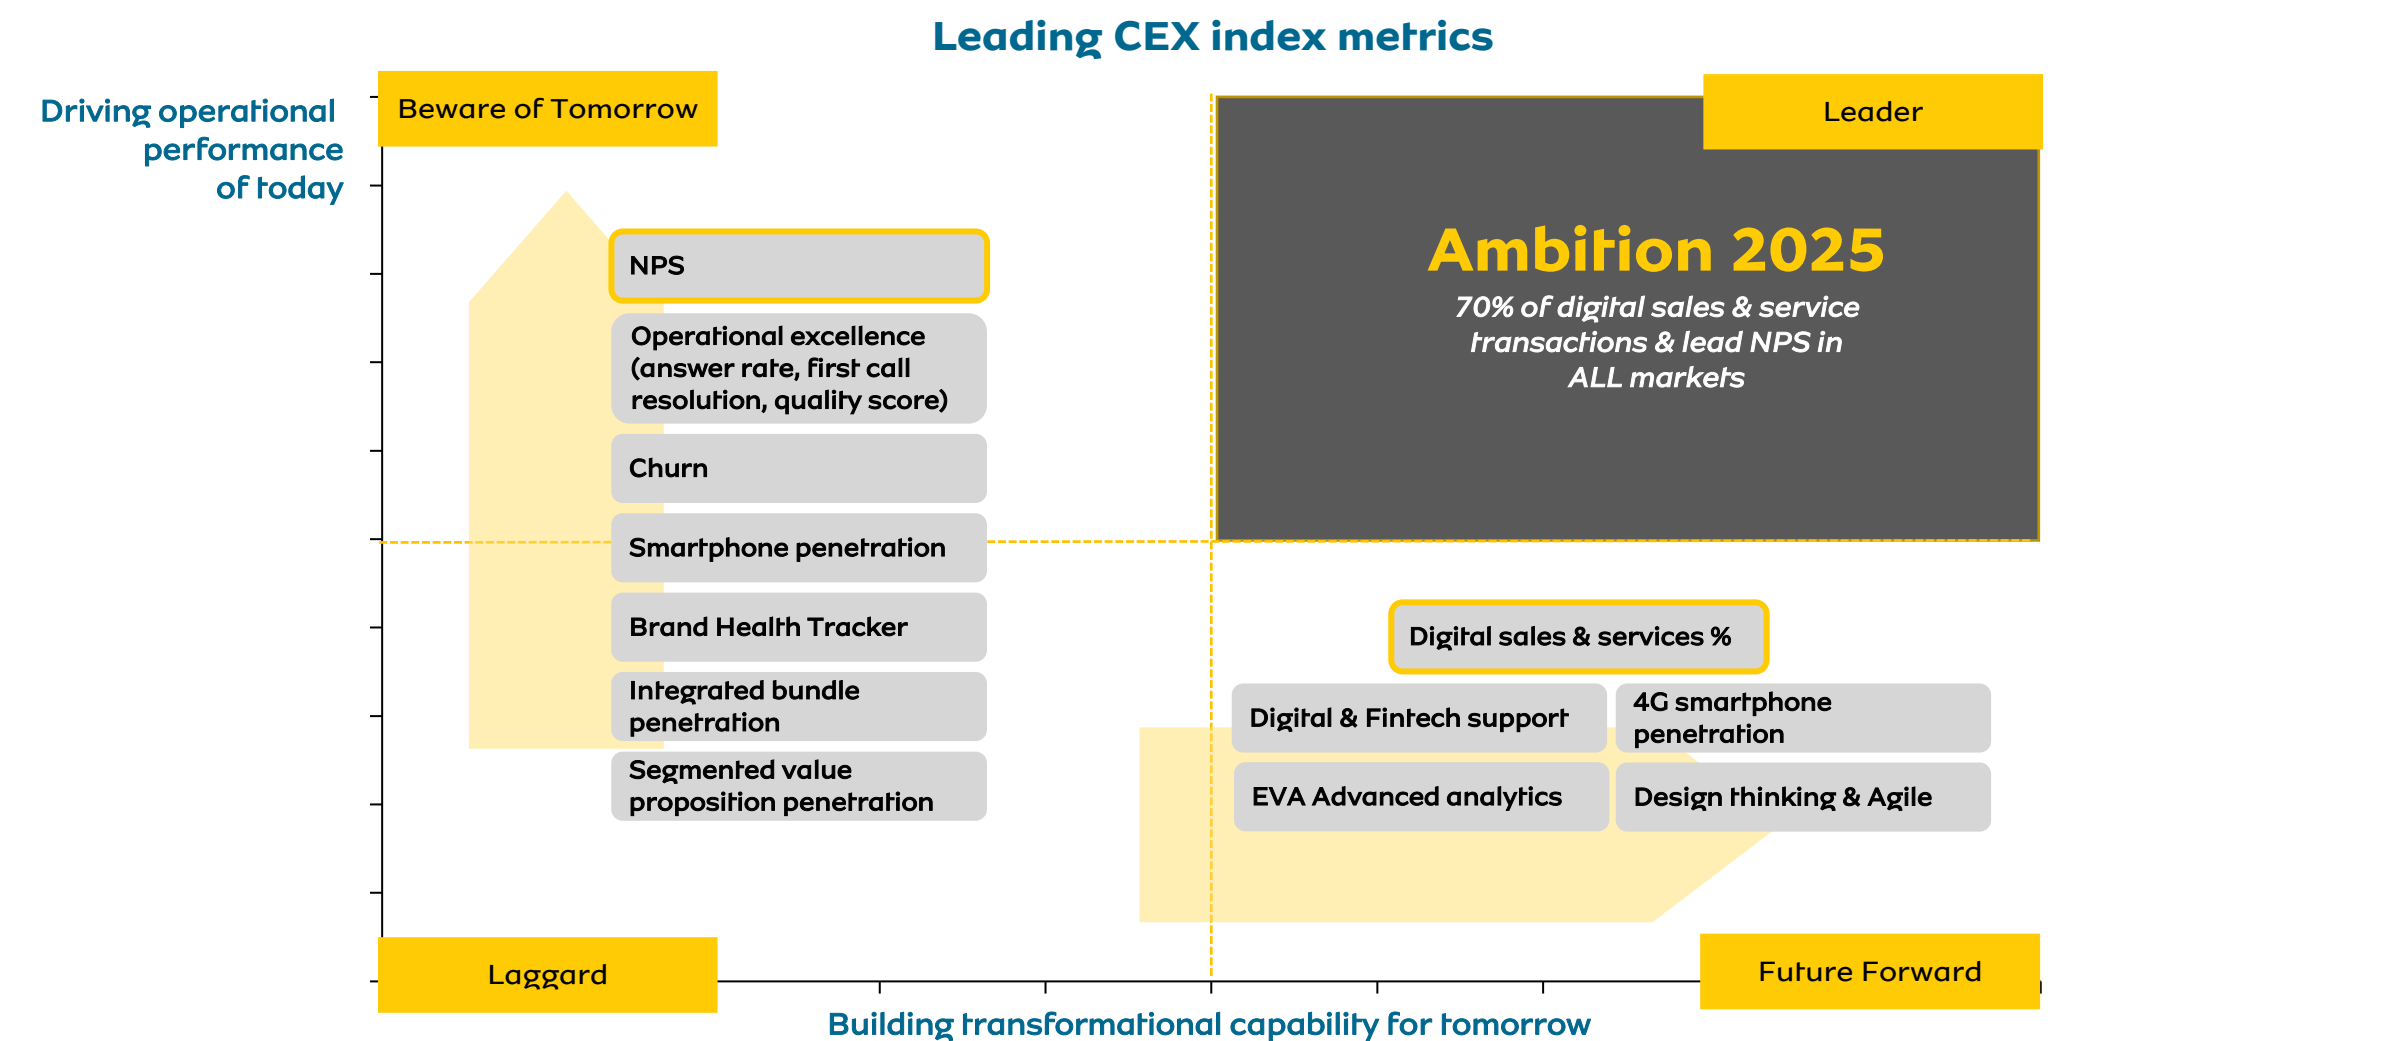 Leading CEX index metrics
Driving operational
performance
of today
Beware of Tomorrow
Leader
NPS
Operational excellence
(answer rate, first call
resolution, quality score)
Churn
Smartphone penetration
Brand Health Tracker
Integrated bundle
penetration
Segmented value
proposition penetration
Ambition 2025
70% of digital sales & service
transactions & lead NPS in
ALL markets
Digital sales & services %
Digital & Fintech support
4G smartphone
penetration
EVA Advanced analytics
Design thinking & Agile
Laggard
Future Forward
Building transformational capability for tomorrow